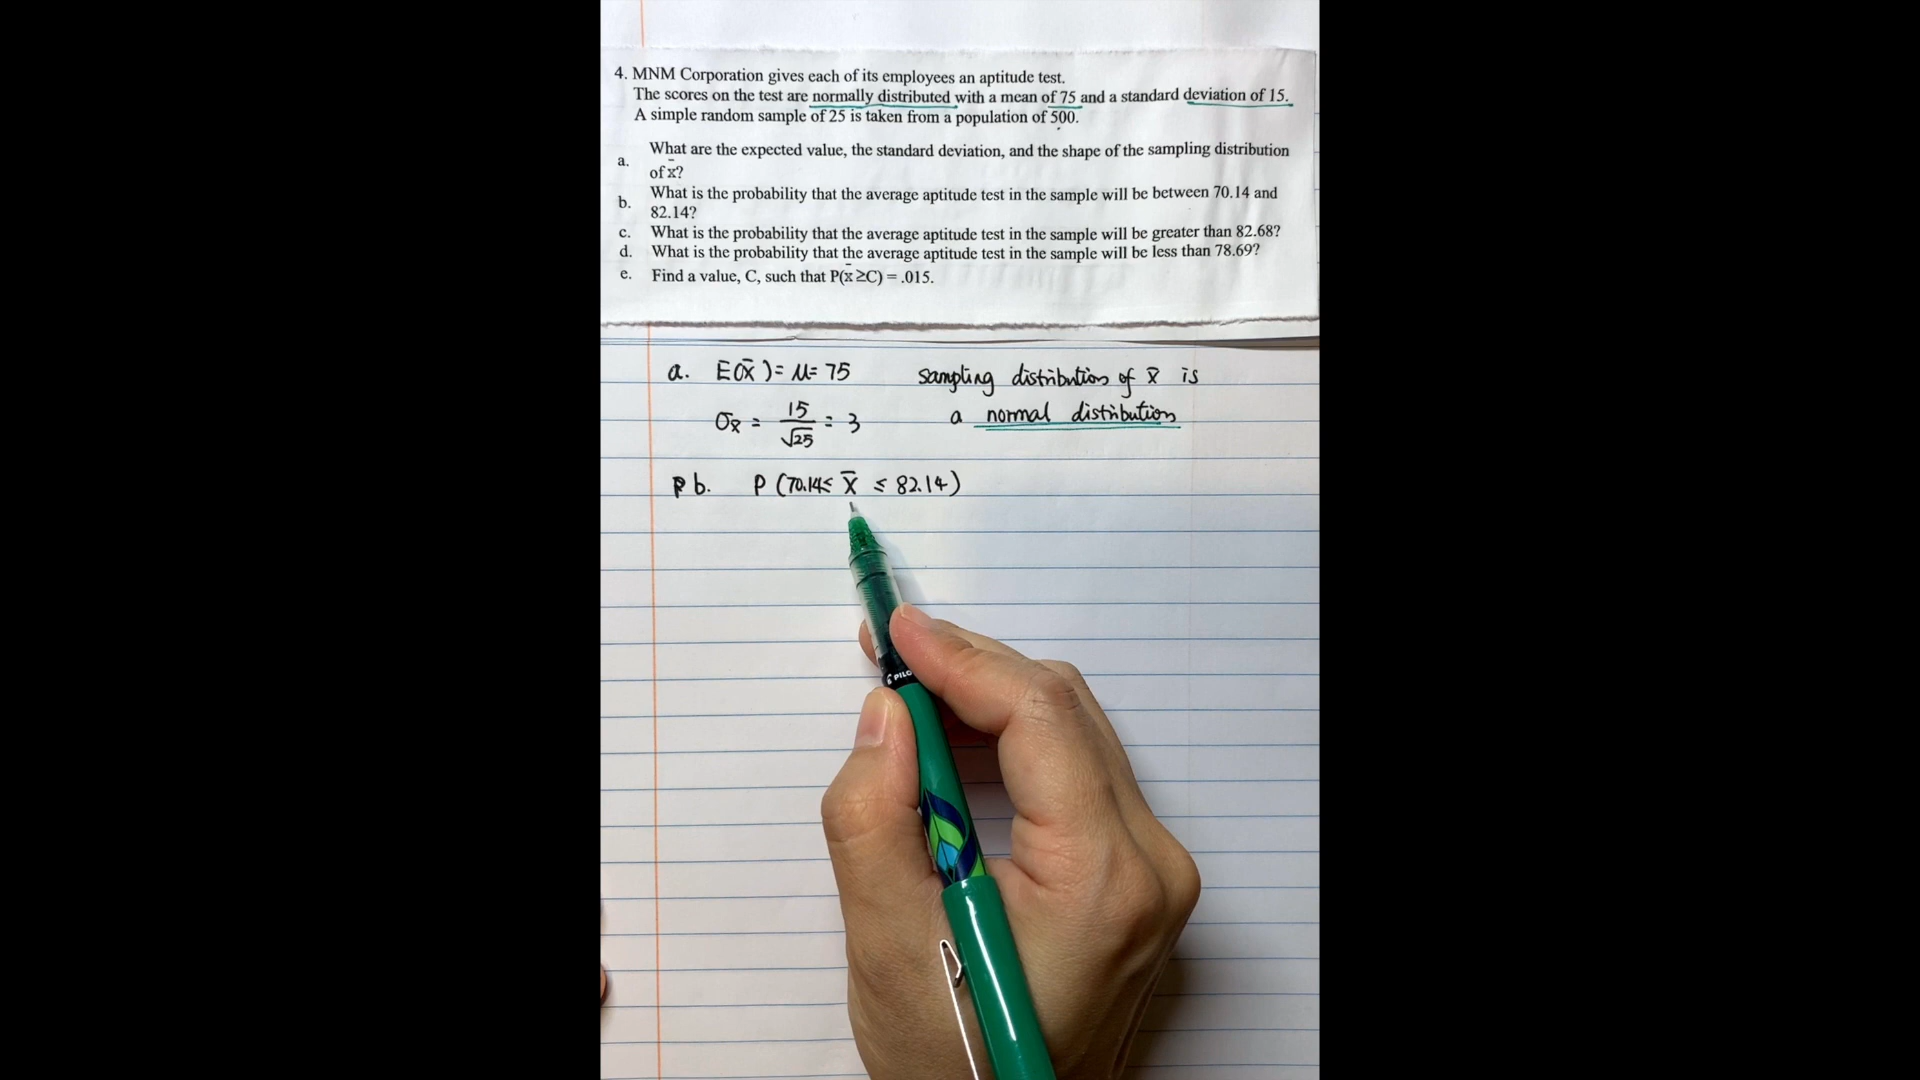 4. MNM Corporation gives each of its employees an aptitude test.
The scores on the test are normally distributed with a mean of 75 and a standard deviation of 15.
A simple random sample of 25 is taken from a population of 500.
a. What are the expected value, the standard deviation, and the shape of the sampling distribution
of x̄?
b. What is the probability that the average aptitude test in the sample will be between 70.14 and
82.14?
c. What is the probability that the average aptitude test in the sample will be greater than 82.68?
d. What is the probability that the average aptitude test in the sample will be less than 78.69?
e. Find a value, C, such that P(x̄ ≥C) = .015.
a. E(x̄) = μ = 75
σx̄ = 15/√25 = 3
sampling distribution of x̄ is
a normal distribution
b. P (70.14 ≤ X̄ ≤ 82.14)
PILO